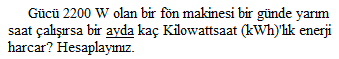 Gücü 2200 W olan bir fön makinesi bir günde yarım
saat çalışırsa bir ayda kaç Kilowattsaat (kWh)'lık enerji
harcar? Hesaplayınız.